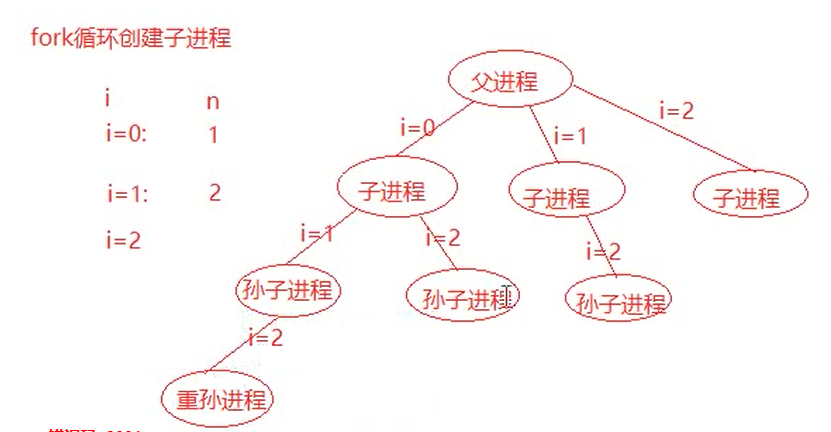 fork循环创建子进程
i n
i=0: 1
i=1: 2
i=2
父进程
i=0
i=1
i=2
子进程
子进程
子进程
i=1
i=2
i=2
孙子进程
孙子进程
孙子进程
i=2
重孙进程